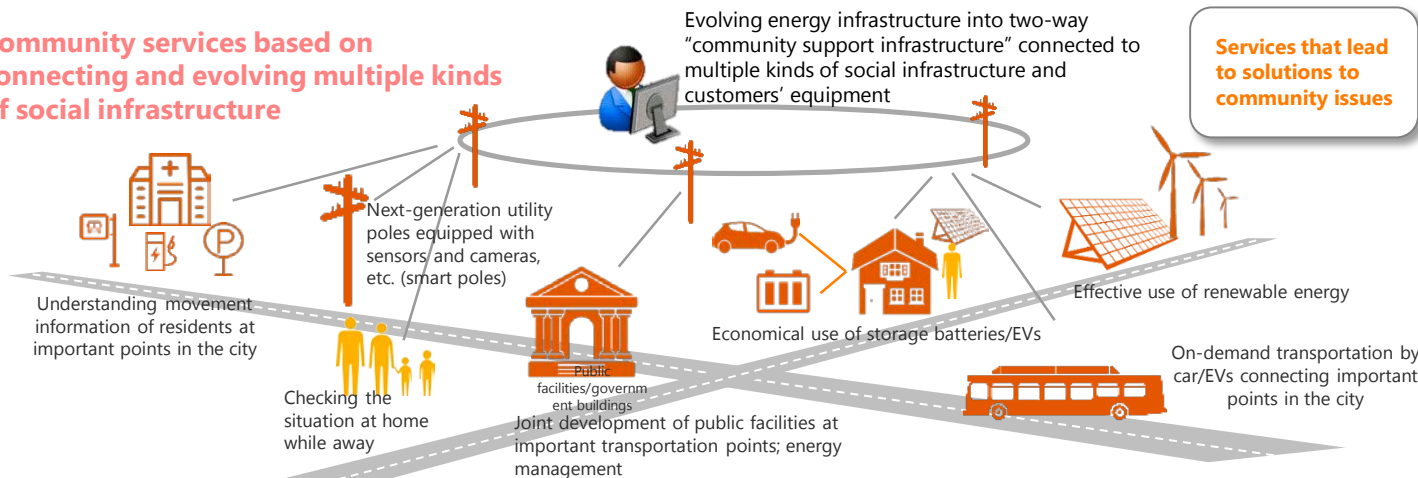 ommunity services based on
onnecting and evolving multiple kinds
f social infrastructure
Evolving energy infrastructure into two-way
“community support infrastructure” connected to
multiple kinds of social infrastructure and
customers’ equipment
Services that lead
to solutions to
community issues
Next-generation utility
poles equipped with
sensors and cameras,
etc. (smart poles)
P
Understanding movement
information of residents at
important points in the city
Checking the
situation at home
while away
Public
facilities/governm
ent buildings
Joint development of public facilities at
important transportation points; energy
management
Economical use of storage batteries/EVs
Effective use of renewable energy
On-demand transportation by
car/EVs connecting important
points in the city